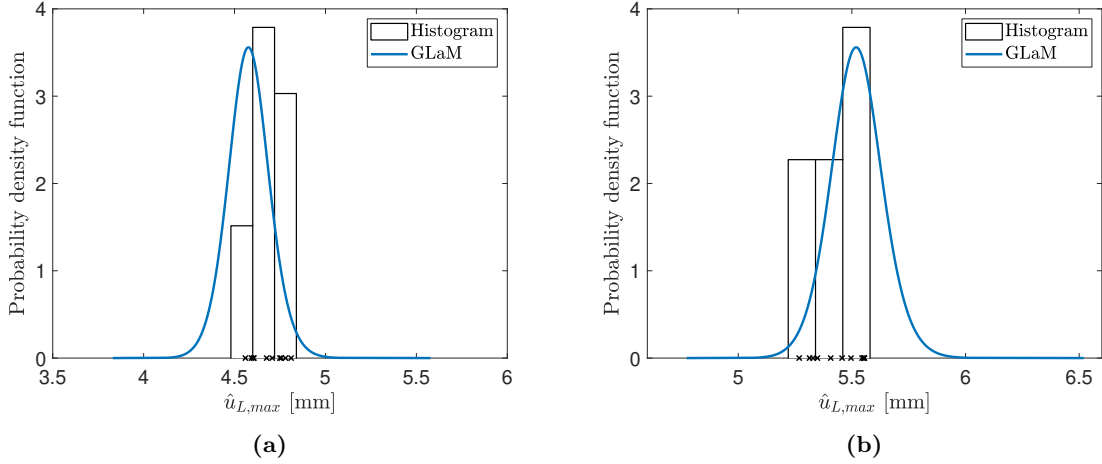 4
3
2
1
0
Probability density function
3.5
4
4.5
5
5.5
6
û_{L,max} [mm]
Histogram
GLaM
(a)
4
3
2
1
0
Probability density function
5
5.5
6
6.5
û_{L,max} [mm]
Histogram
GLaM
(b)